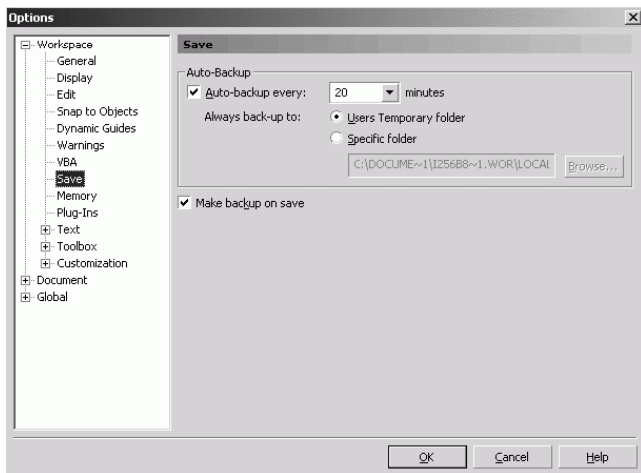 Options
Workspace
General
Display
Edit
Snap to Objects
Dynamic Guides
Warnings
VBA
Save
Memory
Plug-Ins
Text
Toolbox
Customization
Document
Global
Save
Auto-Backup
Auto-backup every: 20 minutes
Always back-up to: Users Temporary folder
Specific folder
C:\DOCUME~1\I256B8~1.WOR\LOCAL Browse...
Make backup on save
OK Cancel Help